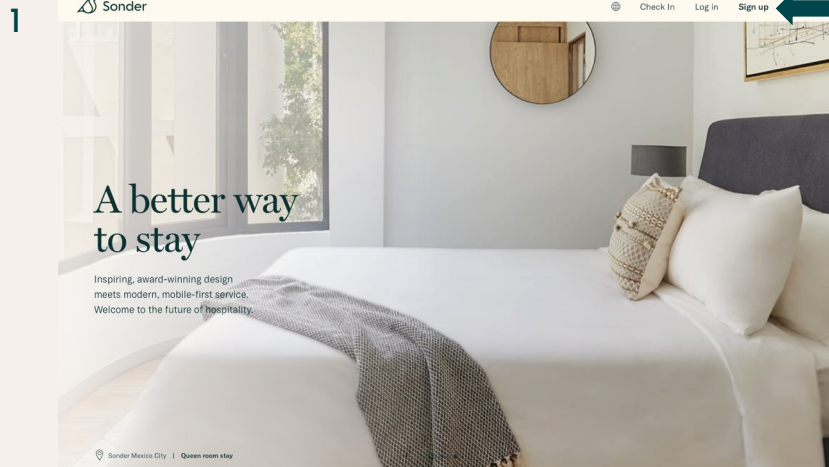 1
Sonder
Check In
Log in
Sign up
A better way
to stay
Inspiring, award-winning design
meets modern, mobile-first service.
Welcome to the future of hospitality.
Sonder Mexico City | Queen room stay